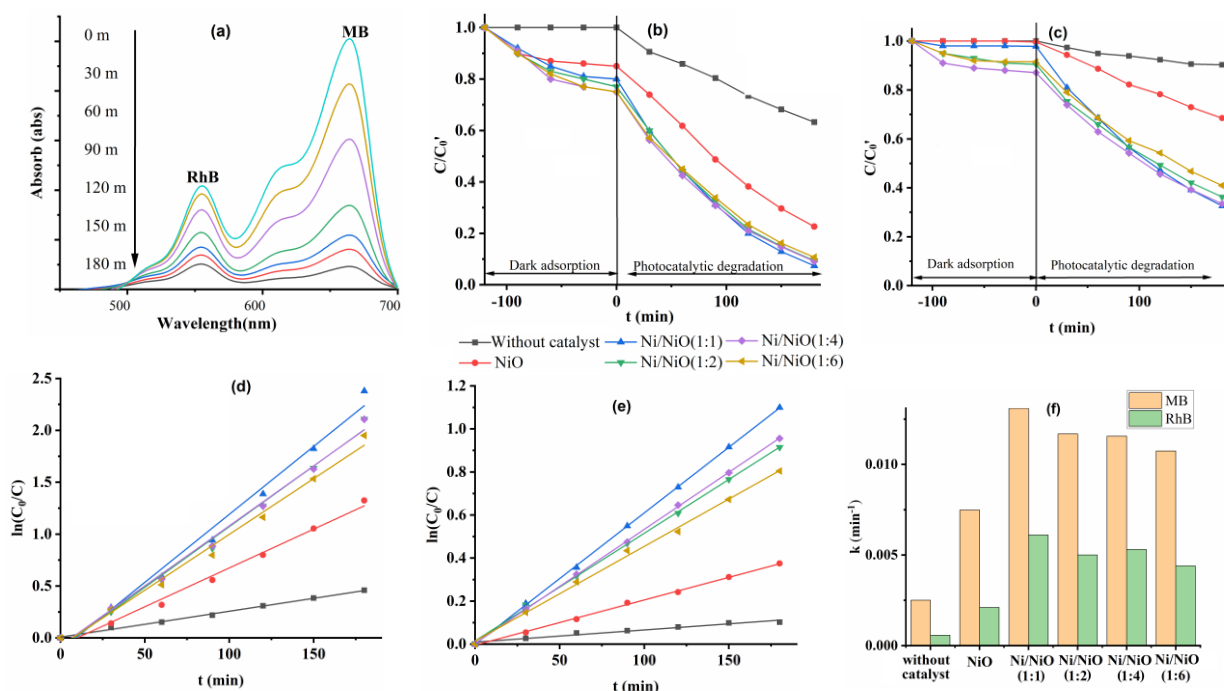 (a)
MB
0 m
30 m
60 m
90 m
120 m
150 m
180 m
RhB
Absorb (abs)
500
600
700
Wavelength(nm)
(b)
1.0
0.8
0.6
0.4
0.2
0.0
C/C₀'
Dark adsorption
Photocatalytic degradation
-100
0
100
t (min)
(c)
1.0
0.8
0.6
0.4
0.2
0.0
C/C₀'
Dark adsorption
Photocatalytic degradation
-100
0
100
t (min)
Without catalyst
Ni/NiO(1:1)
Ni/NiO(1:4)
NiO
Ni/NiO(1:2)
Ni/NiO(1:6)
(d)
2.5
2.0
1.5
1.0
0.5
0.0
ln(C₀/C)
0
50
100
150
t (min)
(e)
1.2
1.0
0.8
0.6
0.4
0.2
0.0
ln(C₀/C)
0
50
100
150
t (min)
(f)
MB
RhB
0.010
0.005
0.000
k (min⁻¹)
without catalyst
NiO
Ni/NiO (1:1)
Ni/NiO (1:2)
Ni/NiO (1:4)
Ni/NiO (1:6)